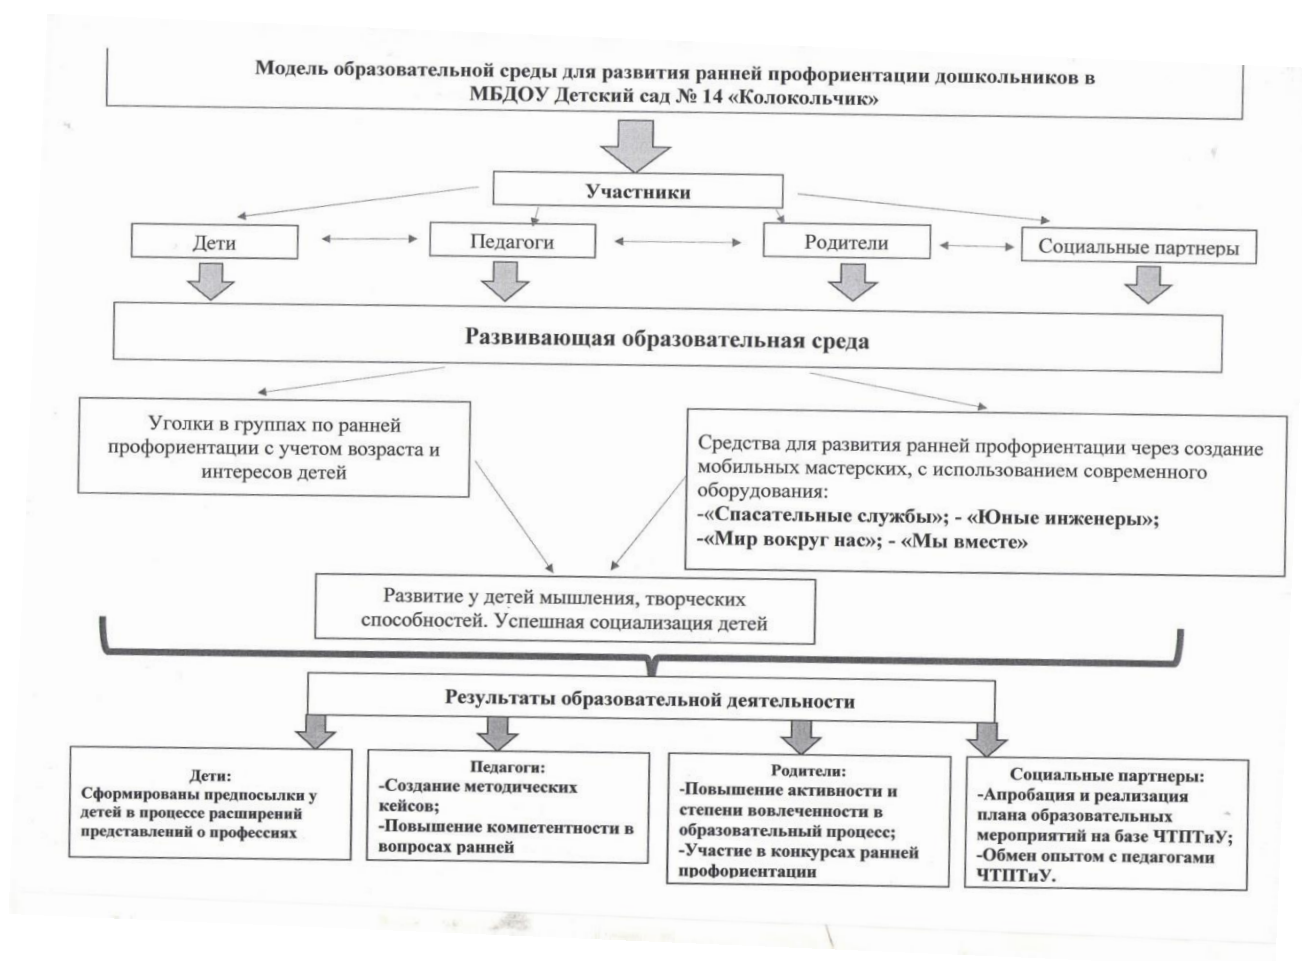 Модель образовательной среды для развития ранней профориентации дошкольников в
МБДОУ Детский сад № 14 «Колокольчик»
Участники
Дети
Педагоги
Родители
Социальные партнеры
Развивающая образовательная среда
Уголки в группах по ранней
профориентации с учетом возраста и
интересов детей
Средства для развития ранней профориентации через создание
мобильных мастерских, с использованием современного
оборудования:
-«Спасательные службы»; - «Юные инженеры»;
-«Мир вокруг нас»; - «Мы вместе»
Развитие у детей мышления, творческих
способностей. Успешная социализация детей
Результаты образовательной деятельности
Дети:
Сформированы предпосылки у
детей в процессе расширений
представлений о профессиях
Педагоги:
-Создание методических
кейсов;
-Повышение компетентности в
вопросах ранней
Родители:
-Повышение активности и
степени вовлеченности в
образовательный процесс;
-Участие в конкурсах ранней
профориентации
Социальные партнеры:
-Апробация и реализация
плана образовательных
мероприятий на базе ЧТПТиУ;
-Обмен опытом с педагогами
ЧТПТиУ.